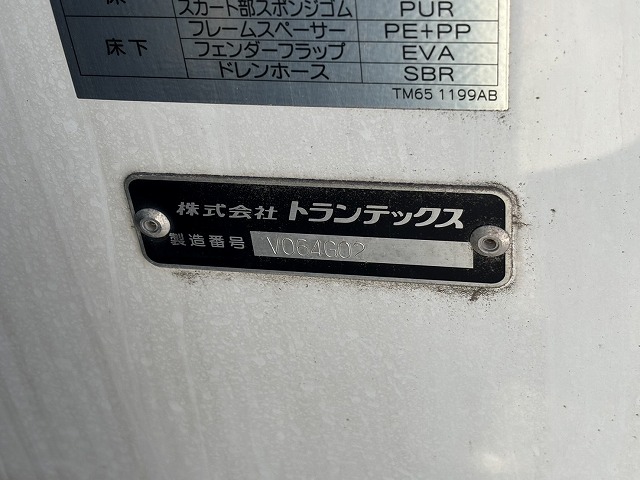 スカート部スポンジゴム PUR
床下 フレームスペーサー PE+PP
フェンダーフラップ EVA
ドレンホース SBR
TM65 1199AB
株式会社 トランテックス
製造番号 V064G02